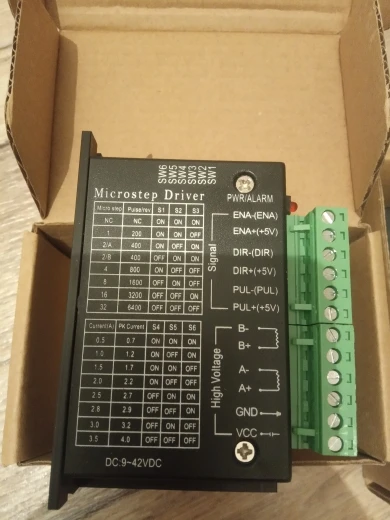 SW6
SW5
SW4
SW3
SW2
SW1
Microstep Driver
PWR/ALARM
Micro step Pulse/rev S1 S2 S3
NC NC ON ON ON
1 200 ON ON OFF
2/A 400 ON OFF ON
2/B 400 OFF ON ON
4 800 ON OFF OFF
8 1600 OFF ON OFF
16 3200 OFF OFF ON
32 6400 OFF OFF OFF
Current(A) PK Current S4 S5 S6
0.5 0.7 ON ON ON
1.0 1.2 ON OFF ON
1.5 1.7 ON ON OFF
2.0 2.2 ON OFF OFF
2.5 2.7 OFF ON ON
2.8 2.9 OFF OFF ON
3.0 3.2 OFF ON OFF
3.5 4.0 OFF OFF OFF
DC:9~42VDC
Signal
ENA-(ENA)
ENA+(+5V)
DIR-(DIR)
DIR+(+5V)
PUL-(PUL)
PUL+(+5V)
High Voltage
B-
B+
A-
A+
GND
VCC